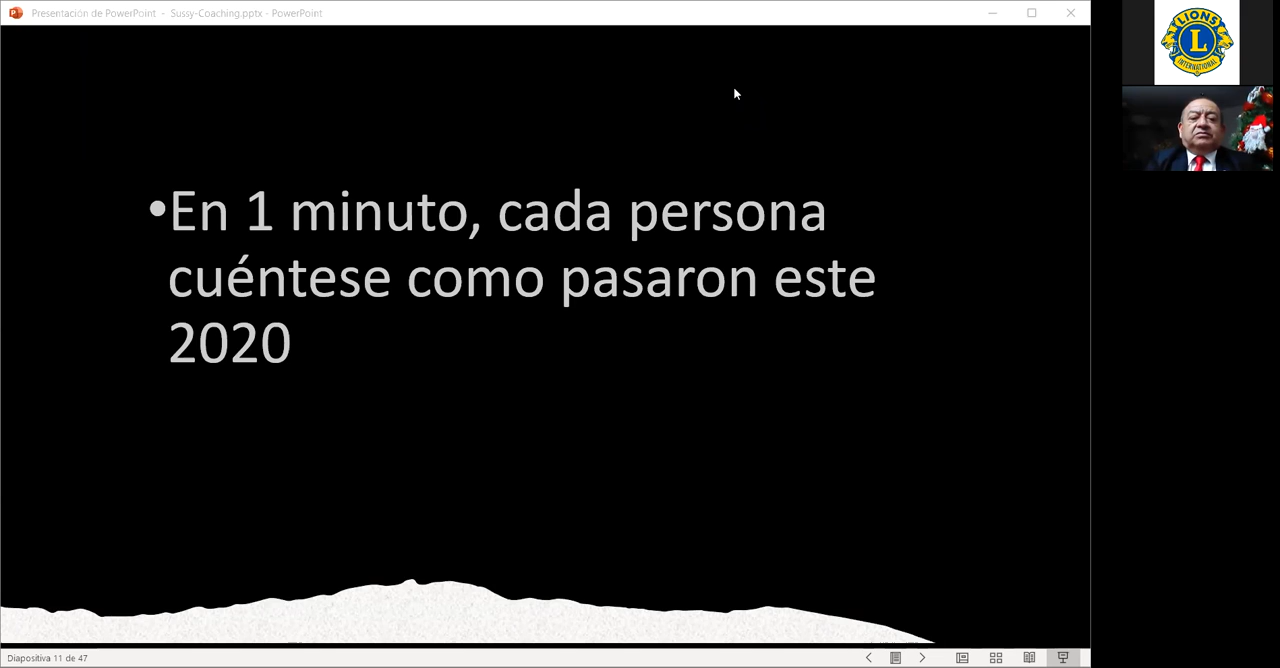 Presentación de PowerPoint - Sussy-Coaching.pptx - PowerPoint
LIONS
L
INTERNATIONAL
•En 1 minuto, cada persona
cuéntese como pasaron este
2020
Diapositiva 11 de 47